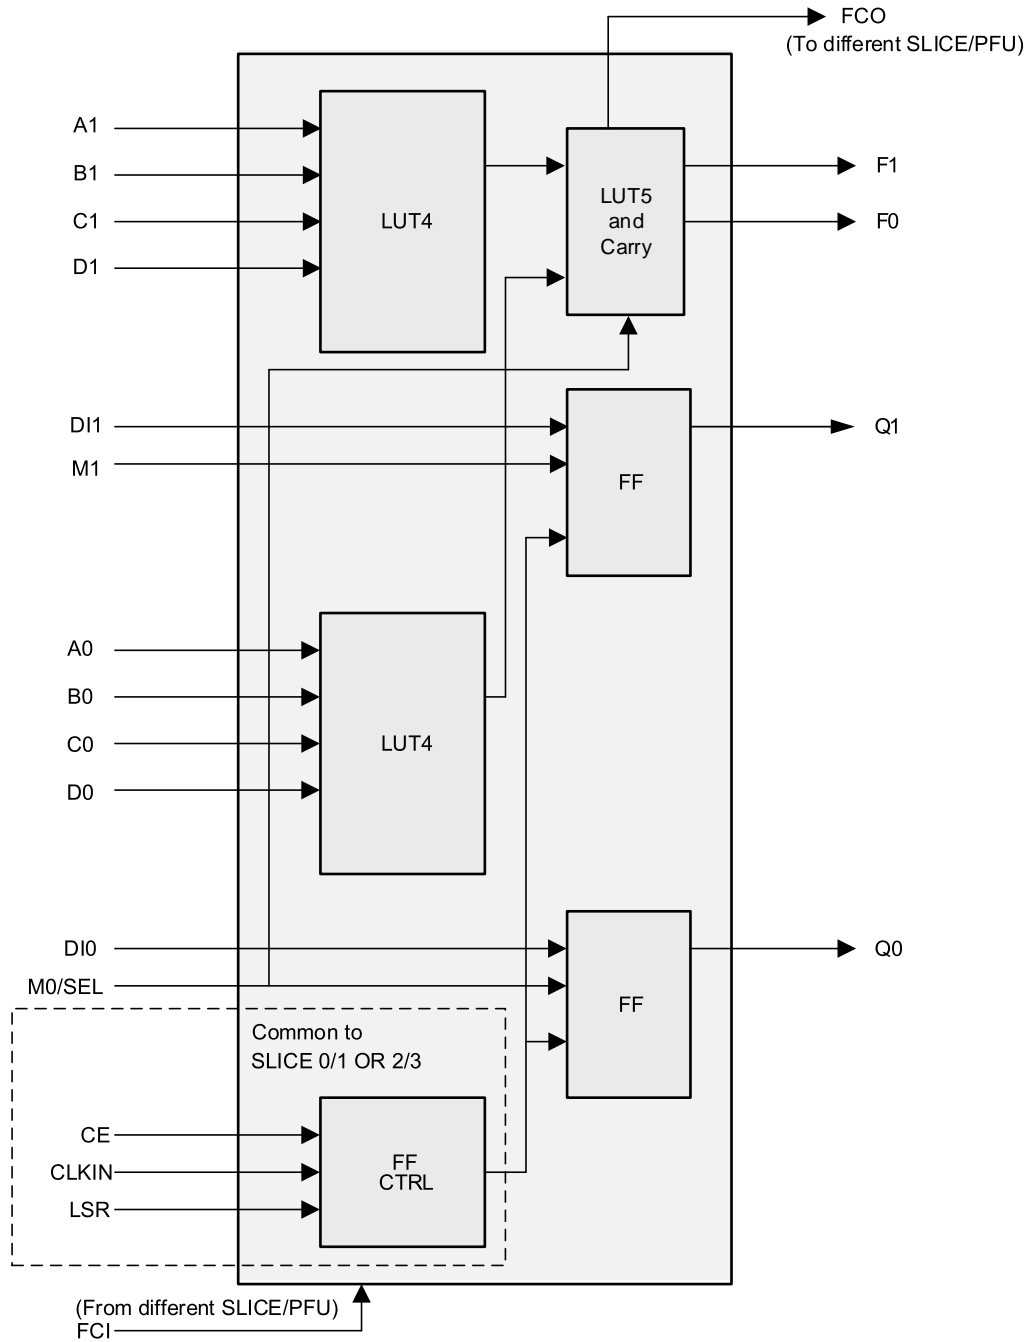 FCO
(To different SLICE/PFU)
A1
B1
C1
D1
LUT4
LUT5
and
Carry
F1
F0
DI1
M1
FF
Q1
A0
B0
C0
D0
LUT4
DI0
M0/SEL
FF
Q0
Common to
SLICE 0/1 OR 2/3
CE
CLKIN
LSR
FF
CTRL
(From different SLICE/PFU)
FCI